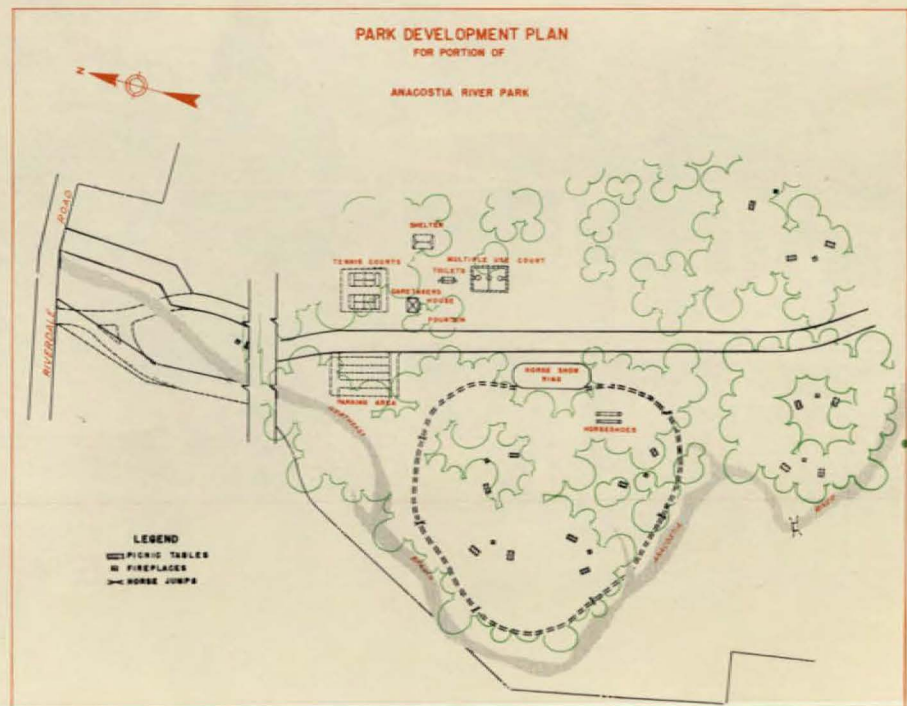 PARK DEVELOPMENT PLAN
FOR PORTION OF
ANACOSTIA RIVER PARK
N
ROAD
RIVERDALE
SHELTER
TENNIS COURTS
MULTIPLE USE COURT
TOILETS
CARETAKERS
HOUSE
FOUNTAIN
HORSE SHOW
RING
PARKING AREA
NORTHEAST
HORSESHOES
BRANCH
ANACOSTIA
RIVER
LEGEND
PICNIC TABLES
FIREPLACES
HORSE JUMPS